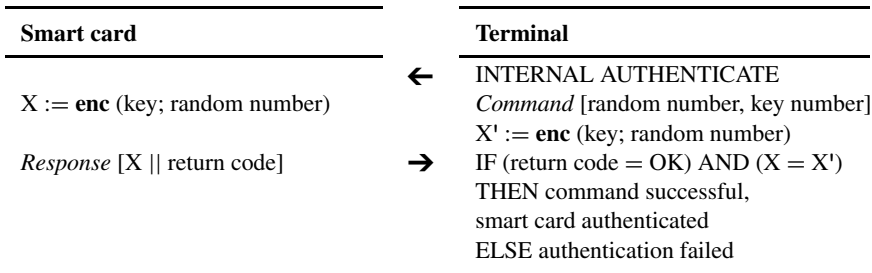 Smart card Terminal
← INTERNAL AUTHENTICATE
X := enc (key; random number) Command [random number, key number]
X' := enc (key; random number)
Response [X || return code] → IF (return code = OK) AND (X = X')
THEN command successful,
smart card authenticated
ELSE authentication failed